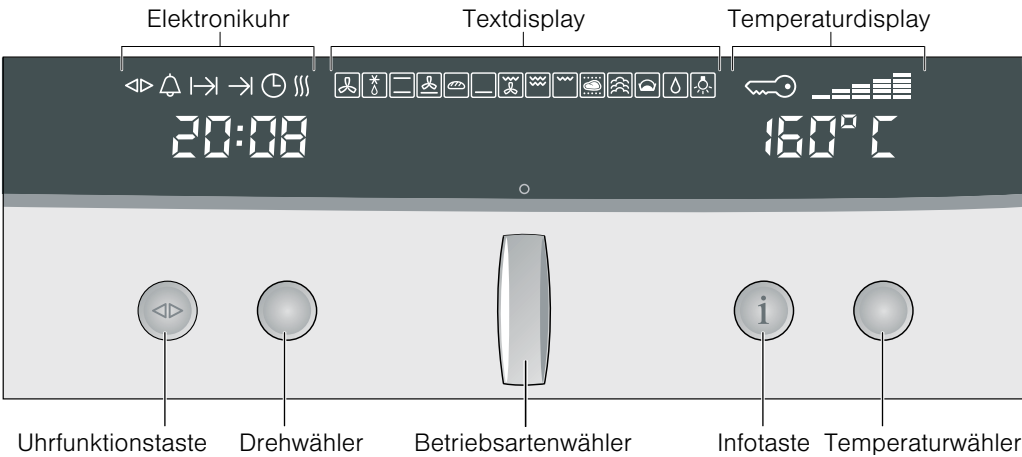 Elektronikuhr Textdisplay Temperaturdisplay
20:08 160°C
i
Uhrfunktionstaste Drehwähler Betriebsartenwähler Infotaste Temperaturwähler